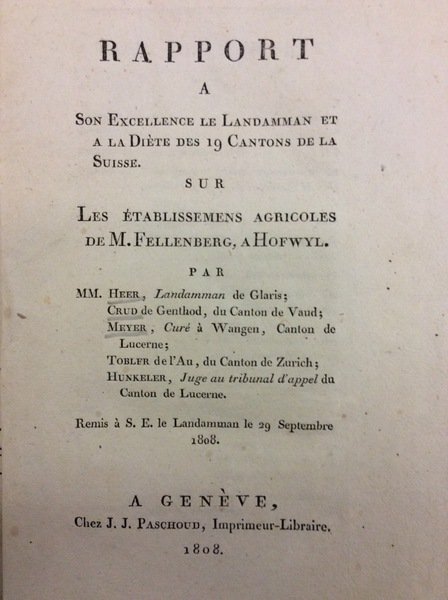 RAPPORT
A
SON EXCELLENCE LE LANDAMMAN ET
A LA DIÈTE DES 19 CANTONS DE LA
SUISSE.
SUR
LES ÉTABLISSEMENS AGRICOLES
DE M. FELLENBERG, A HOFWYL.
PAR
MM. HEER, Landamman de Glaris;
CRUD de Genthod, du Canton de Vaud;
MEYER, Curé à Wangen, Canton de
Lucerne;
TOBLER de l'Au, du Canton de Zurich;
HUNKELER, Juge au tribunal d'appel du
Canton de Lucerne.
Remis à S. E. le Landamman le 29 Septembre
1808.
A GENÈVE,
Chez J. J. PASCHOUD, Imprimeur-Libraire.
1808.